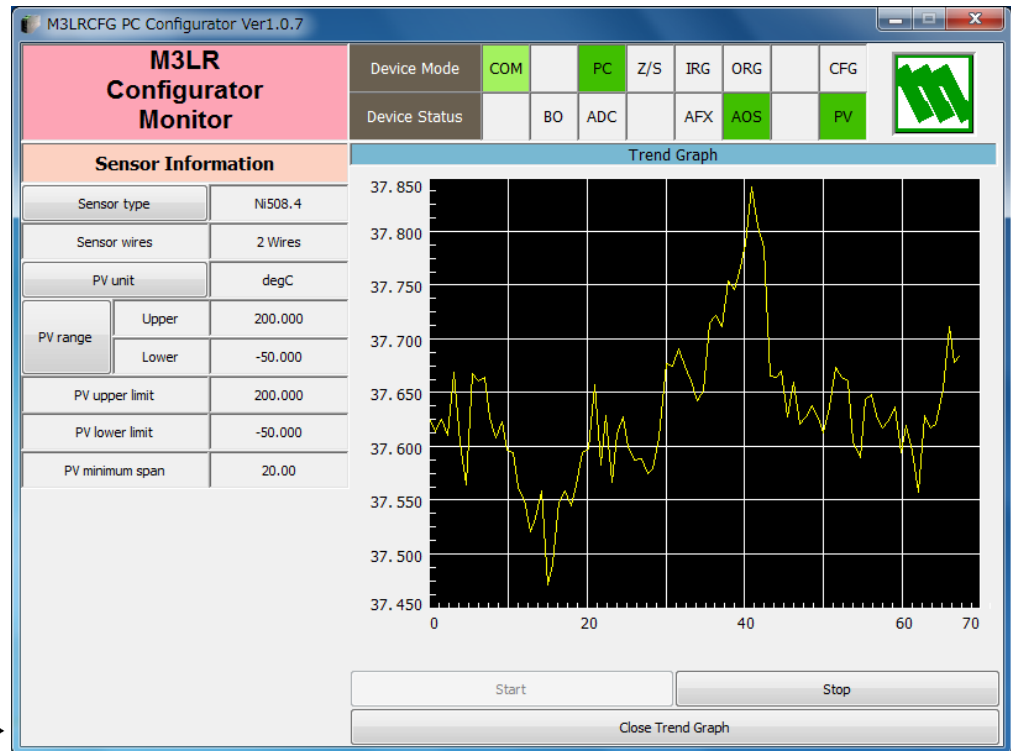 M3LRCFG PC Configurator Ver1.0.7
M3LR
Configurator
Monitor
Device Mode COM PC Z/S IRG ORG CFG
Device Status BO ADC AFX AOS PV
Sensor Information
Sensor type Ni508.4
Sensor wires 2 Wires
PV unit degC
PV range Upper 200.000
Lower -50.000
PV upper limit 200.000
PV lower limit -50.000
PV minimum span 20.00
Trend Graph
37.850
37.800
37.750
37.700
37.650
37.600
37.550
37.500
37.450
0 20 40 60 70
Start Stop
Close Trend Graph